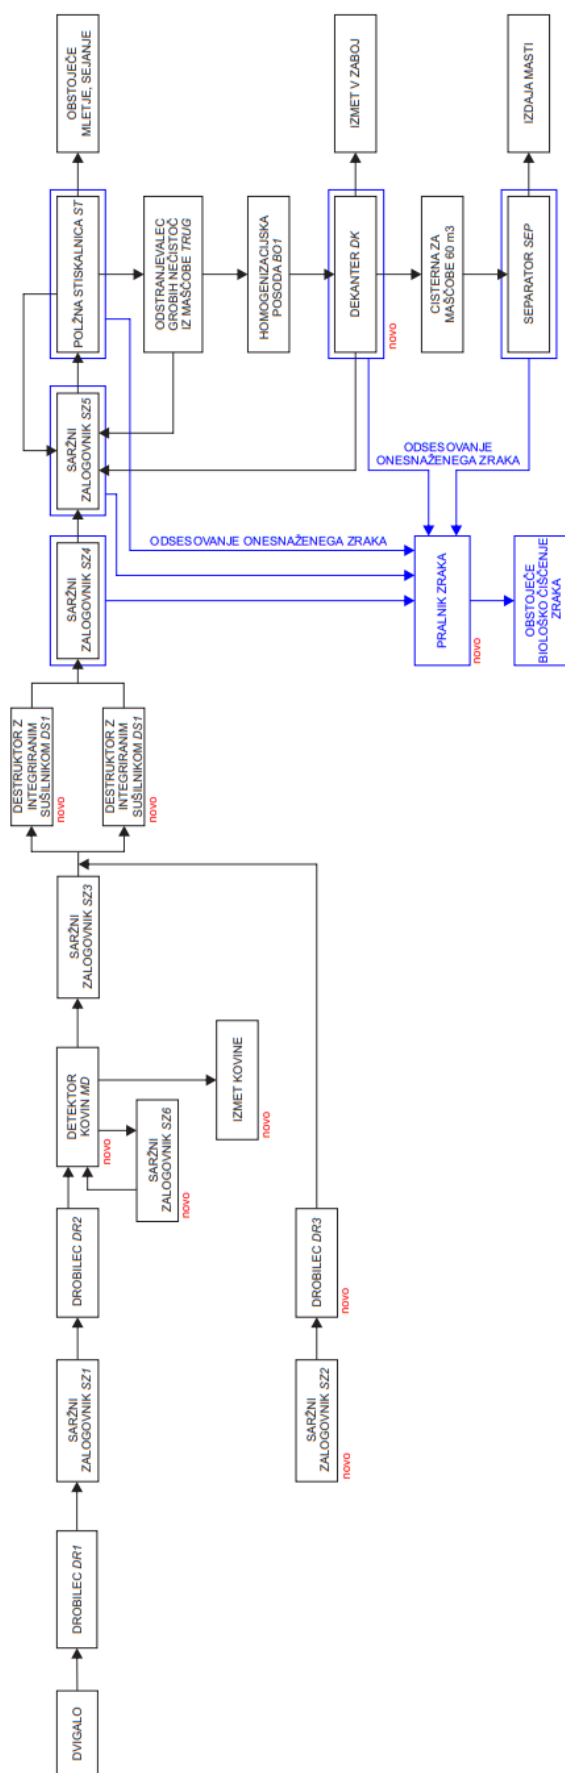 DVIGALO
DROBILEC DR1
SARŽNI
ZALOGOVNIK SZ1
DROBILEC DR2
DETEKTOR
KOVIN MD
novo
SARŽNI
ZALOGOVNIK SZ6
novo
IZMET KOVINE
novo
SARŽNI
ZALOGOVNIK SZ2
novo
DROBILEC DR3
novo
SARŽNI
ZALOGOVNIK SZ3
DESTRUKTOR Z
INTEGRIRANIM
SUŠILNIKOM DS1
novo
DESTRUKTOR Z
INTEGRIRANIM
SUŠILNIKOM DS1
novo
SARŽNI
ZALOGOVNIK SZ4
SARŽNI
ZALOGOVNIK SZ5
POLŽNA STISKALNICA ST
OBSTOJEČE
MLETJE, SEJANJE
ODSTRANJEVALEC
GROBIH NEČISTOČ
IZ MAŠČOBE TRUG
HOMOGENIZACIJSKA
POSODA BO1
DEKANTER DK
novo
IZMET V ZABOJ
CISTERNA ZA
MAŠČOBE 60 m3
SEPARATOR SEP
IZDAJA MASTI
ODSESOVANJE ONESNAŽENEGA ZRAKA
ODSESOVANJE
ONESNAŽENEGA ZRAKA
PRALNIK ZRAKA
novo
OBSTOJEČE
BIOLOŠKO ČIŠČENJE
ZRAKA